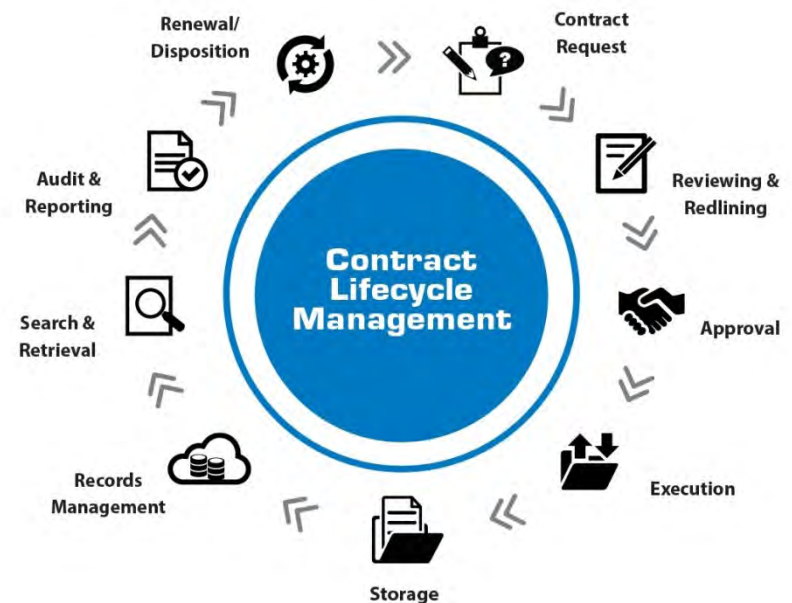 Renewal/
Disposition
Contract
Request
Reviewing &
Redlining
Approval
Execution
Storage
Records
Management
Search &
Retrieval
Audit &
Reporting
Contract
Lifecycle
Management
?